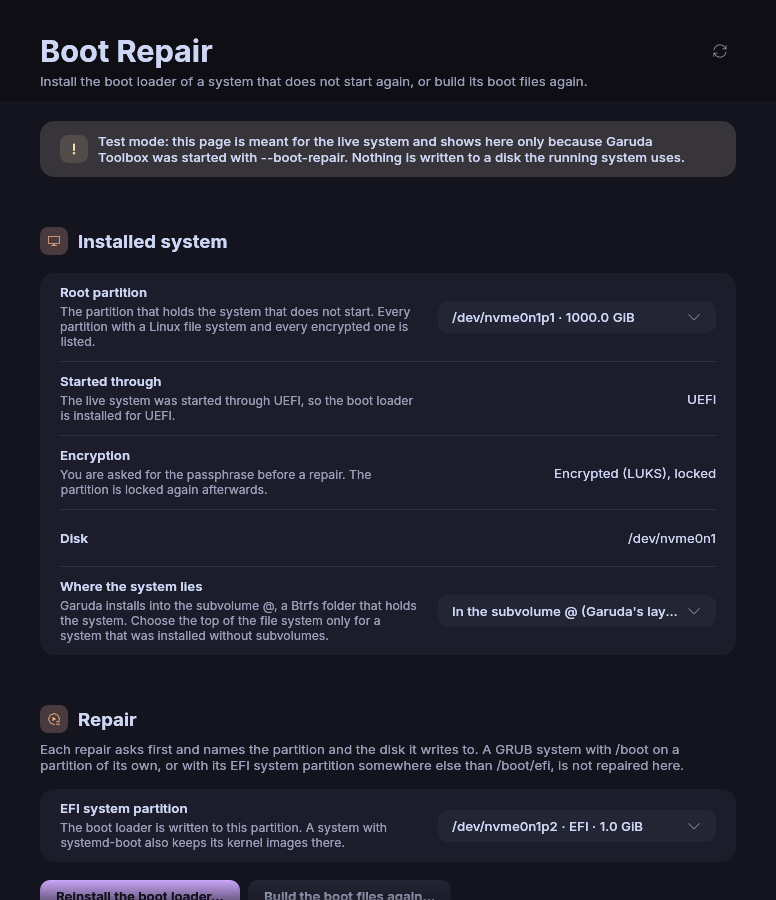 Boot Repair
Install the boot loader of a system that does not start again, or build its boot files again.
! Test mode: this page is meant for the live system and shows here only because Garuda
Toolbox was started with --boot-repair. Nothing is written to a disk the running system uses.
Installed system
Root partition
The partition that holds the system that does not start. Every
partition with a Linux file system and every encrypted one is
listed.
/dev/nvme0n1p1 · 1000.0 GiB
Started through
The live system was started through UEFI, so the boot loader
is installed for UEFI.
UEFI
Encryption
You are asked for the passphrase before a repair. The
partition is locked again afterwards.
Encrypted (LUKS), locked
Disk
/dev/nvme0n1
Where the system lies
Garuda installs into the subvolume @, a Btrfs folder that holds
the system. Choose the top of the file system only for a
system that was installed without subvolumes.
In the subvolume @ (Garuda's lay...
Repair
Each repair asks first and names the partition and the disk it writes to. A GRUB system with /boot on a
partition of its own, or with its EFI system partition somewhere else than /boot/efi, is not repaired here.
EFI system partition
The boot loader is written to this partition. A system with
systemd-boot also keeps its kernel images there.
/dev/nvme0n1p2 · EFI · 1.0 GiB
Reinstall the boot loader...
Build the boot files again...